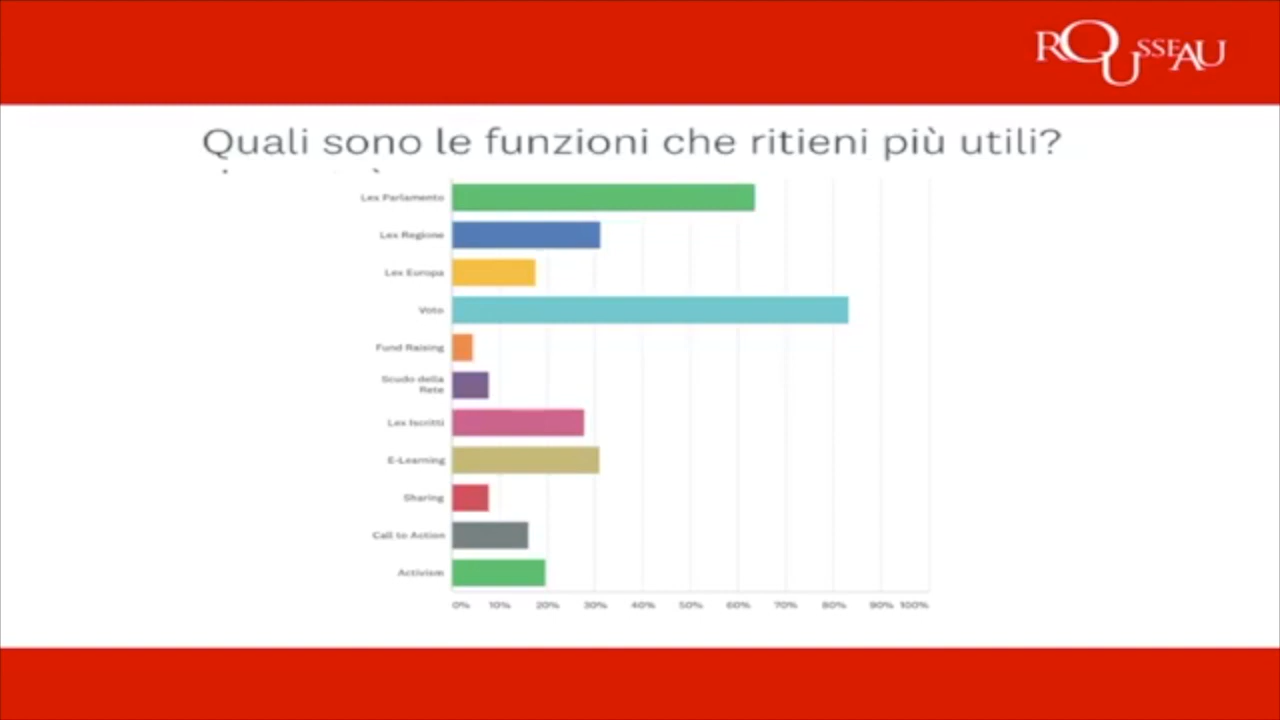 ROUSSEAU
Quali sono le funzioni che ritieni più utili?
Lex Parlamento
Lex Regione
Lex Europa
Voto
Fund Raising
Scudo della
Rete
Lex Iscritti
E-Learning
Sharing
Call to Action
Activism
0% 10% 20% 30% 40% 50% 60% 70% 80% 90% 100%